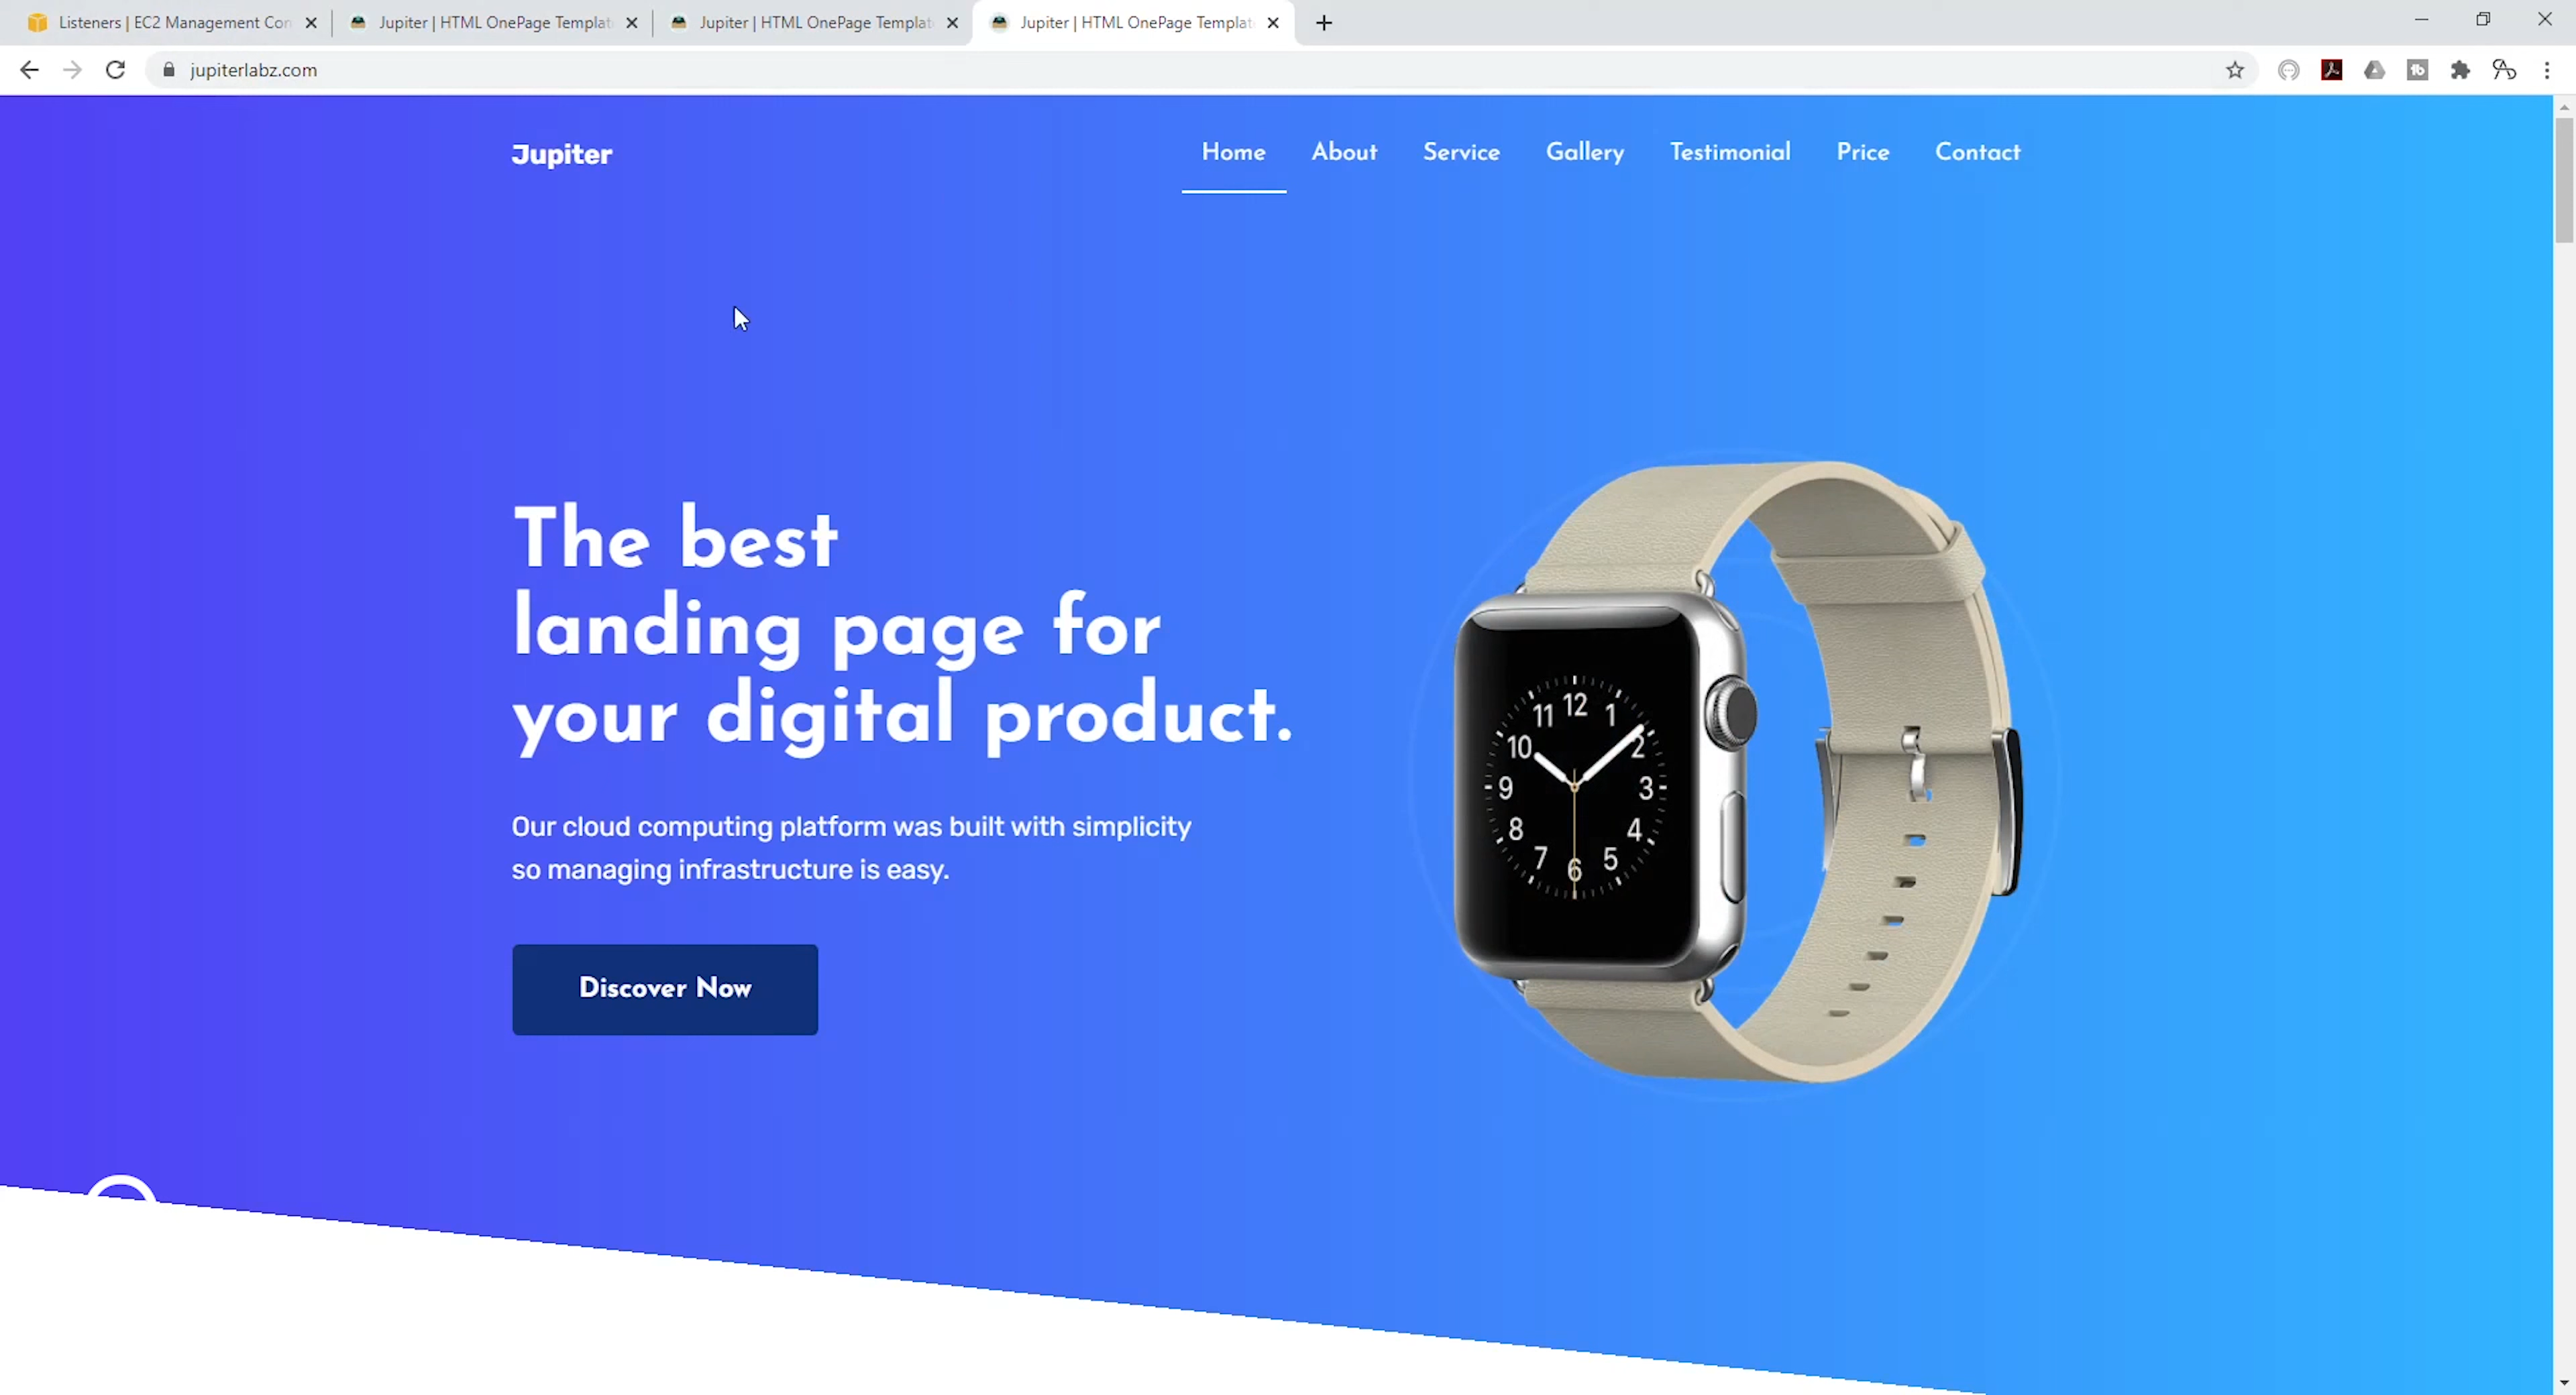 Listeners | EC2 Management Con
Jupiter | HTML OnePage Templat
Jupiter | HTML OnePage Templat
Jupiter | HTML OnePage Templat
jupiterlabz.com
Jupiter
Home
About
Service
Gallery
Testimonial
Price
Contact
The best
landing page for
your digital product.
Our cloud computing platform was built with simplicity
so managing infrastructure is easy.
Discover Now
12
1
2
3
4
5
6
7
8
9
10
11